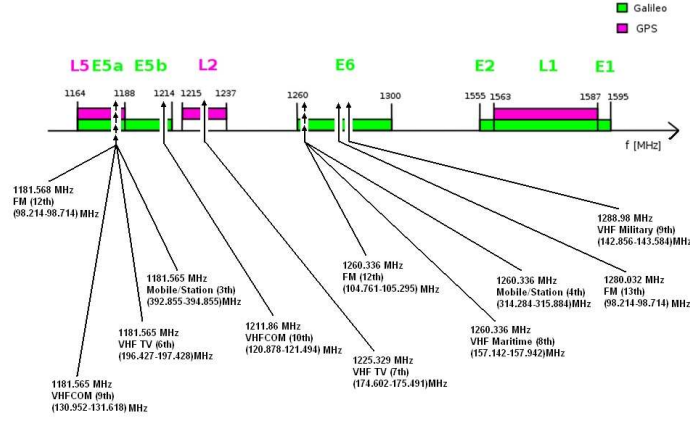 Galileo
GPS
L5 E5a E5b L2 E6 E2 L1 E1
1164 1188 1214 1215 1237 1260 1300 1555 1563 1587 1595
f [MHz]
1181.568 MHz
FM (12th)
(98.214-98.714) MHz
1181.565 MHz
Mobile/Station (3th)
(392.855-394.855)MHz
1181.565 MHz
VHF TV (6th)
(196.427-197.428)MHz
1181.565 MHz
VHFCOM (9th)
(130.952-131.618) MHz
1211.86 MHz
VHFCOM (10th)
(120.878-121.494) MHz
1225.329 MHz
VHF TV (7th)
(174.602-175.491)MHz
1260.336 MHz
FM (12th)
(104.761-105.295) MHz
1260.336 MHz
VHF Maritime (8th)
(157.142-157.942)MHz
1260.336 MHz
Mobile/Station (4th)
(314.284-315.884)MHz
1280.032 MHz
FM (13th)
(98.214-98.714) MHz
1288.98 MHz
VHF Military (9th)
(142.856-143.584)MHz